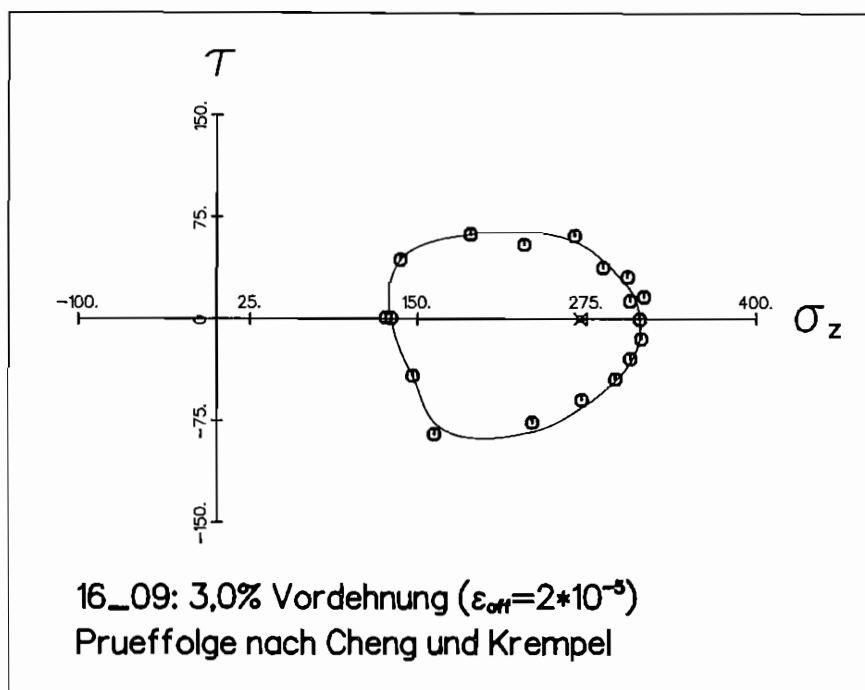 τ
150.
75.
-100. 25. 150. 275. 400.
0
σz
-75.
-150.
16_09: 3,0% Vordehnung (εoff=2*10⁻⁵)
Prueffolge nach Cheng und Krempel